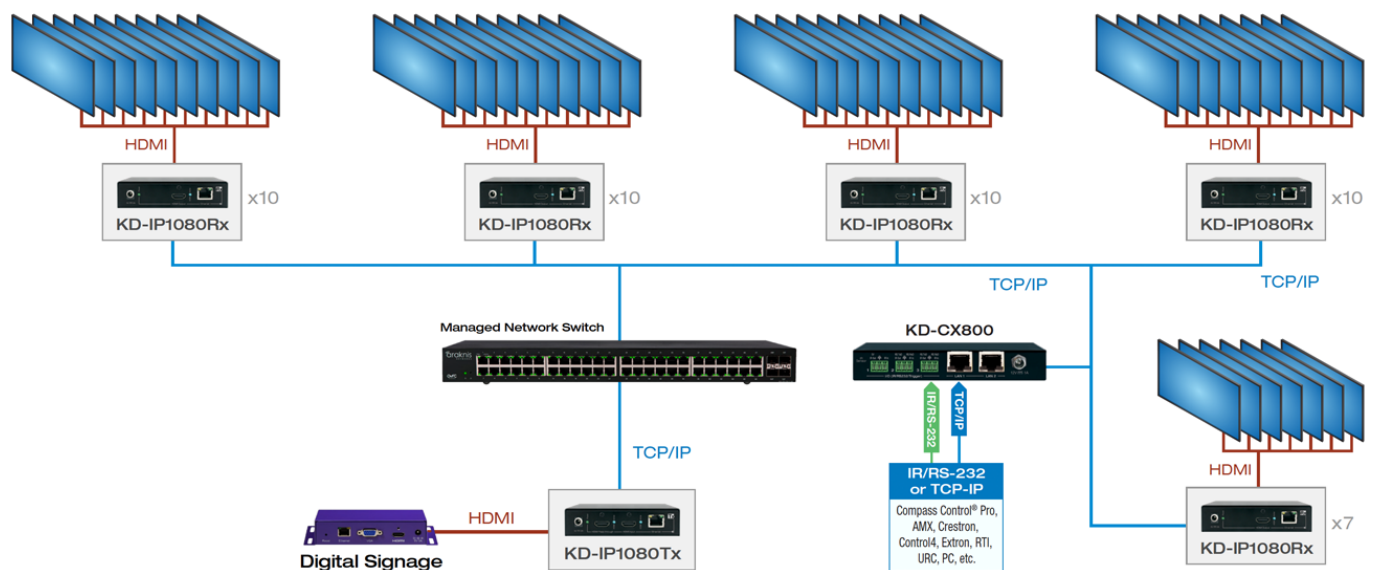 HDMI
HDMI
HDMI
HDMI
x10
x10
x10
x10
KD-IP1080Rx
KD-IP1080Rx
KD-IP1080Rx
KD-IP1080Rx
TCP/IP
TCP/IP
Managed Network Switch
KD-CX800
araknis
IR/RS-232
TCP/IP
TCP/IP
HDMI
IR/RS-232
or TCP-IP
Compass Control® Pro,
AMX, Crestron,
Control4, Extron, RTI,
URC, PC, etc.
HDMI
x7
KD-IP1080Tx
KD-IP1080Rx
Digital Signage